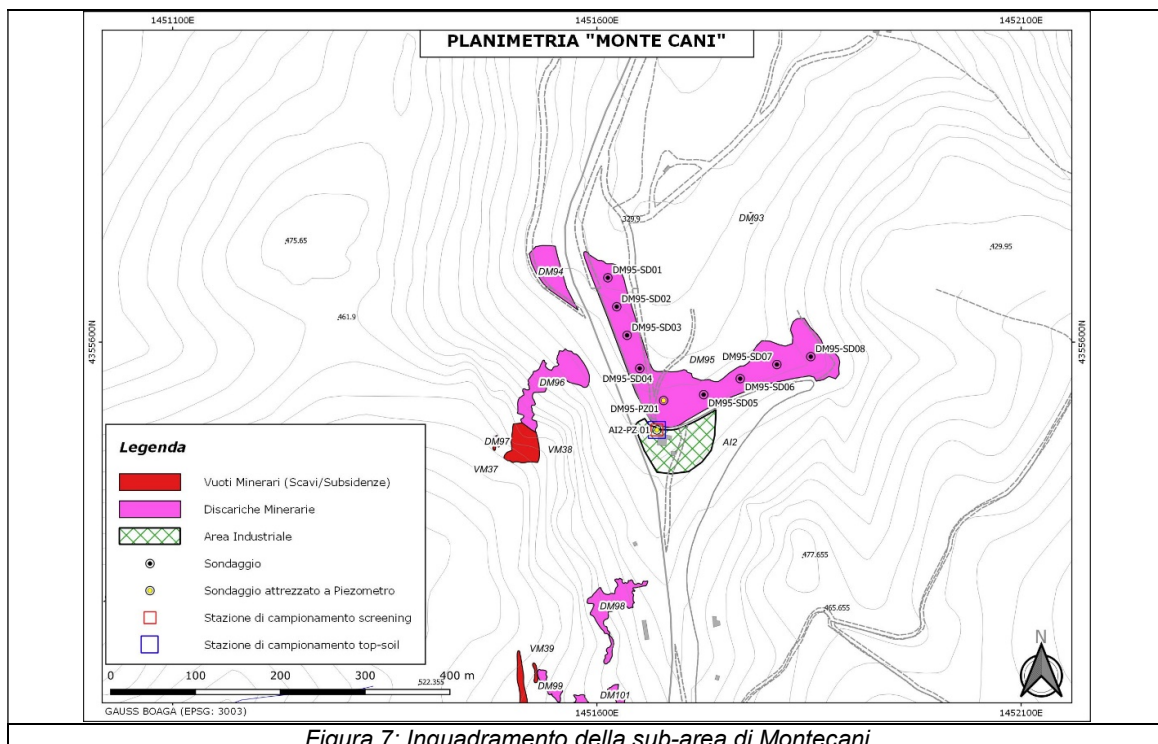 1451100E
1451600E
1452100E
PLANIMETRIA "MONTE CANI"
329.9
DM93
475.65
429.95
DM94
DM95-SD01
DM95-SD02
461.9
DM95-SD03
4355600N
4355600N
DM95
DM95-SD07
DM95-SD08
DM95-SD04
DM96
DM95-SD06
DM95-PZ01
DM95-SD05
AI2-PZ 01
AI2
DM97
VM38
VM37
Legenda
Vuoti Minerari (Scavi/Subsidenze)
Discariche Minerarie
Area Industriale
Sondaggio
Sondaggio attrezzato a Piezometro
Stazione di campionamento screening
Stazione di campionamento top-soil
477.655
465.655
DM98
VM39
522.355
DM99
DM101
N
0 100 200 300 400 m
GAUSS BOAGA (EPSG: 3003)
1451600E
1452100E
Figura 7: Inquadramento della sub-area di Montecani